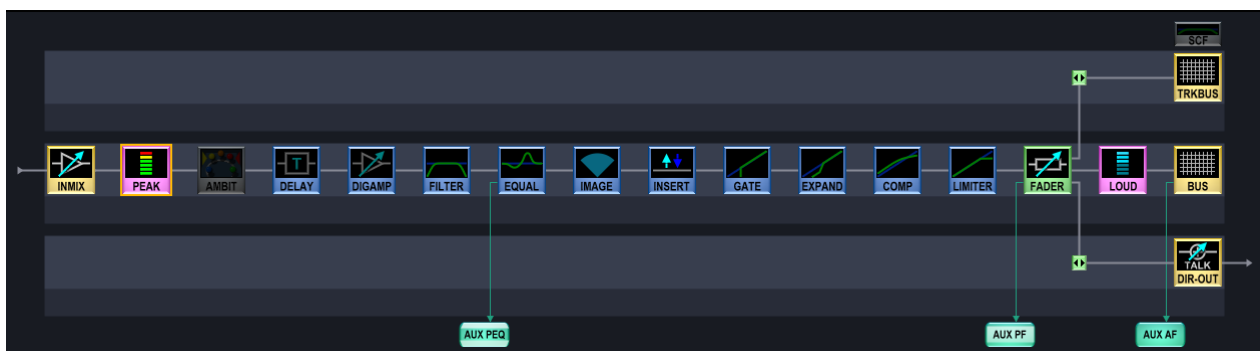 SCF
TRKBUS
INMIX
PEAK
AMBIT
T
DELAY
DIGAMP
FILTER
EQUAL
IMAGE
INSERT
GATE
EXPAND
COMP
LIMITER
FADER
LOUD
BUS
TALK
DIR-OUT
AUX PEQ
AUX PF
AUX AF